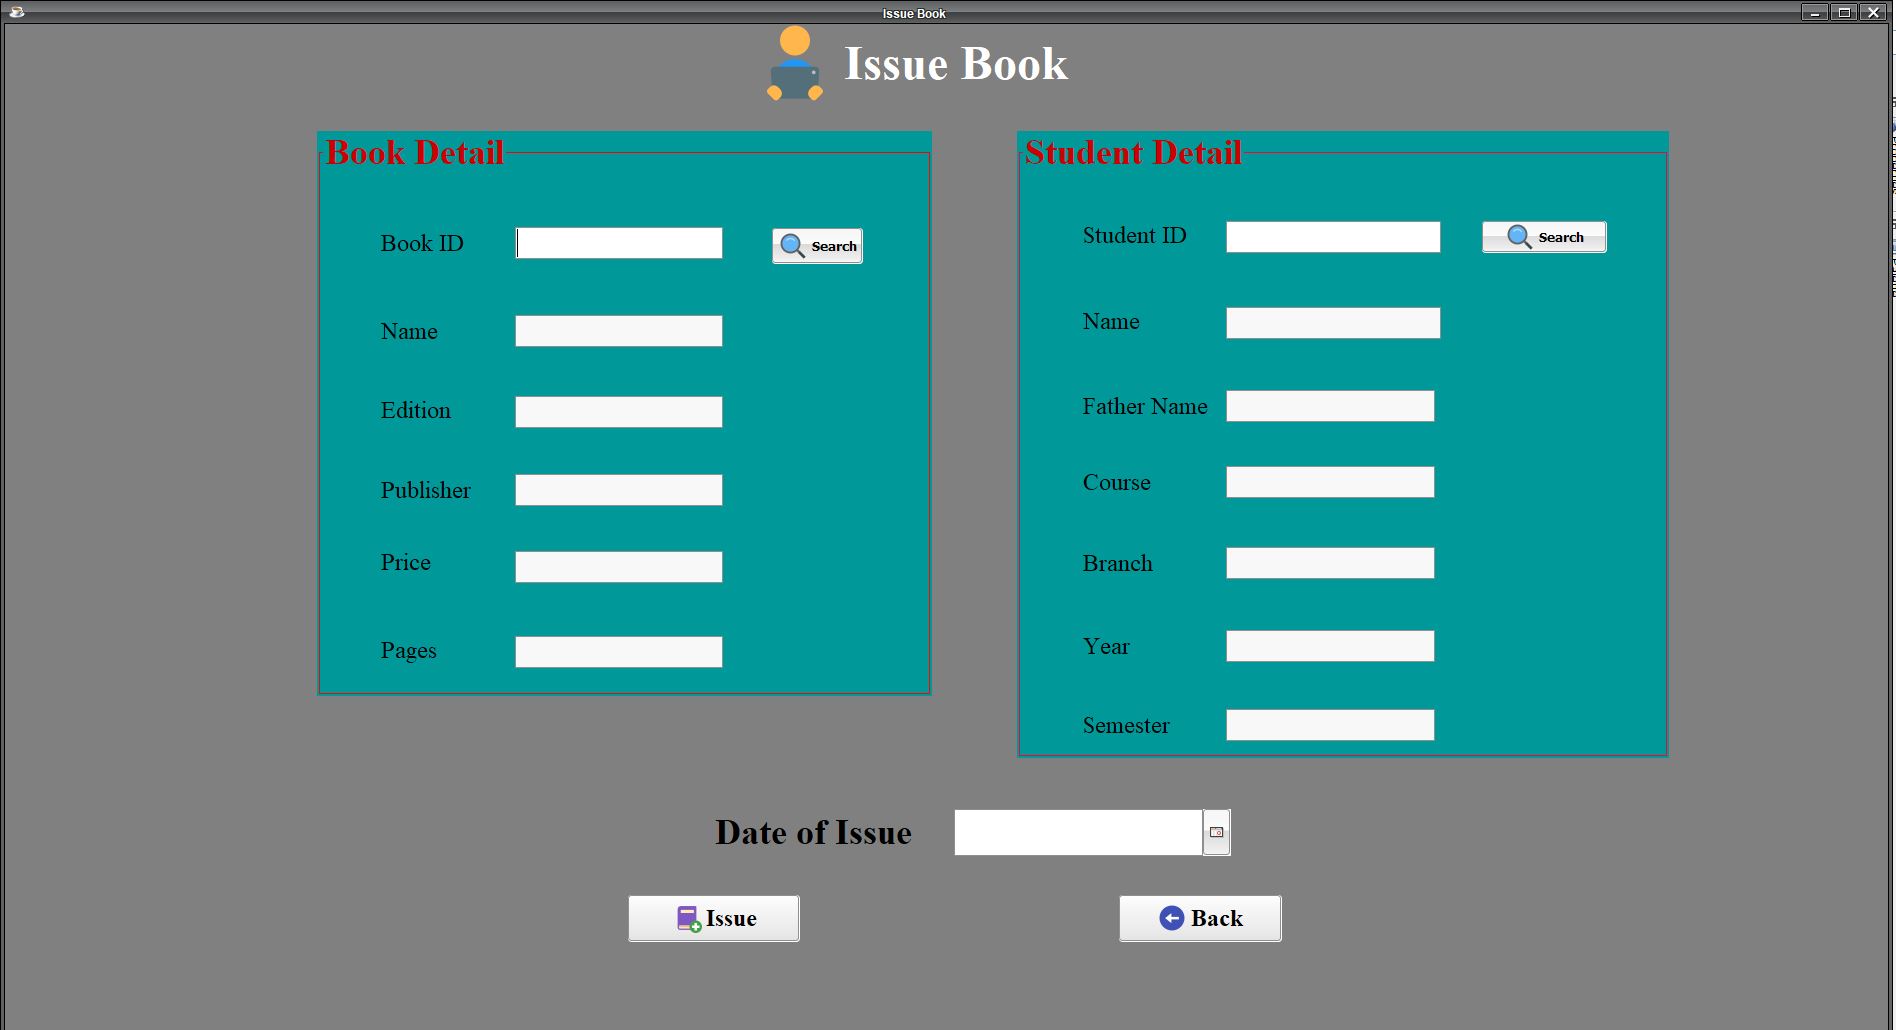 Issue Book
Issue Book
Book Detail
Book ID
Search
Name
Edition
Publisher
Price
Pages
Student Detail
Student ID
Search
Name
Father Name
Course
Branch
Year
Semester
Date of Issue
Issue
Back